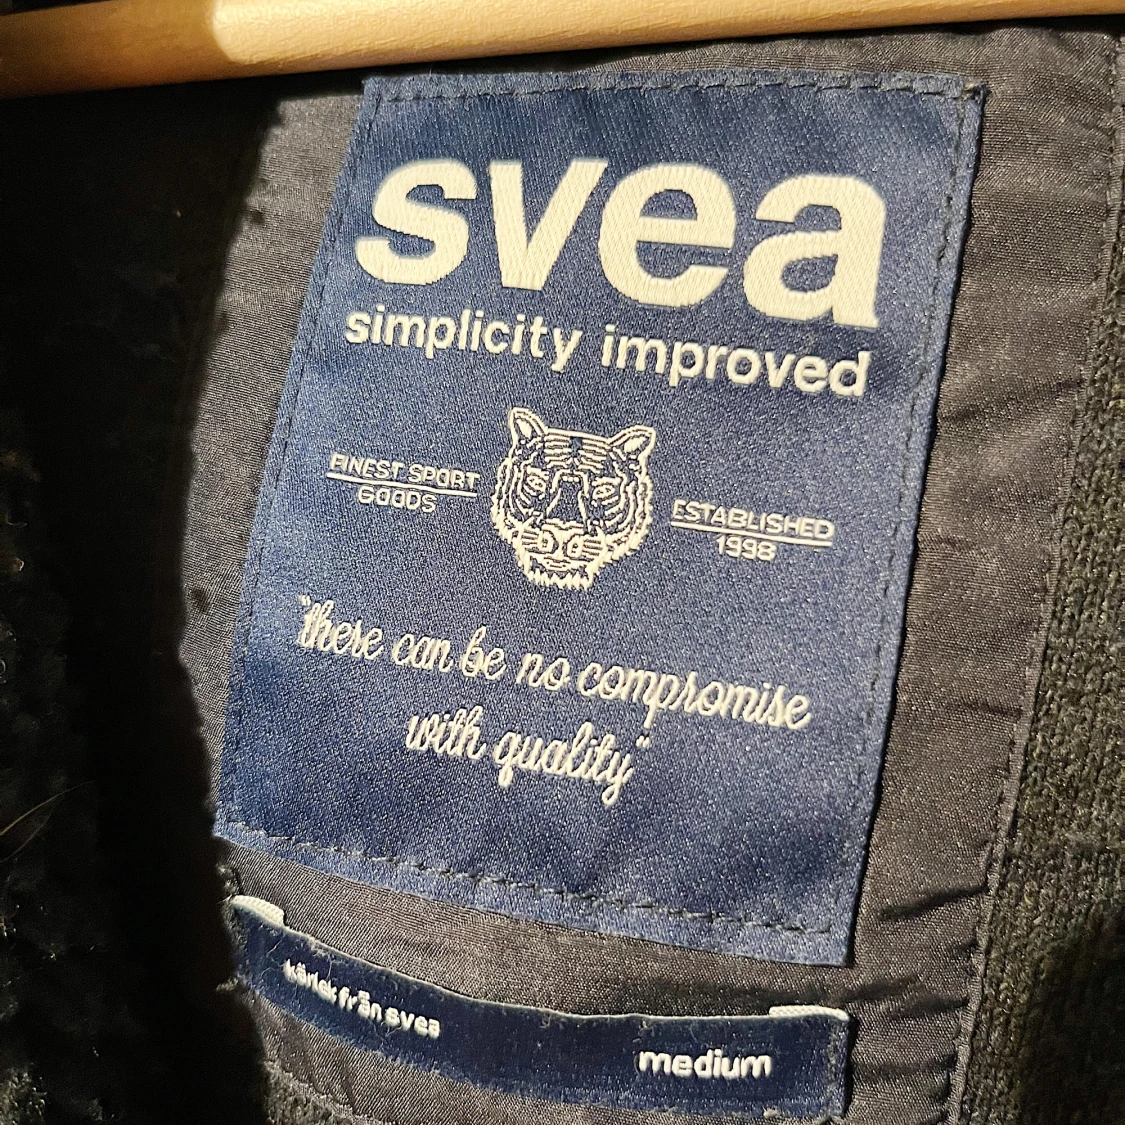 svea
simplicity improved
FINEST SPORT
GOODS
ESTABLISHED
1998
"there can be no compromise
with quality"
kärlek från svea
medium